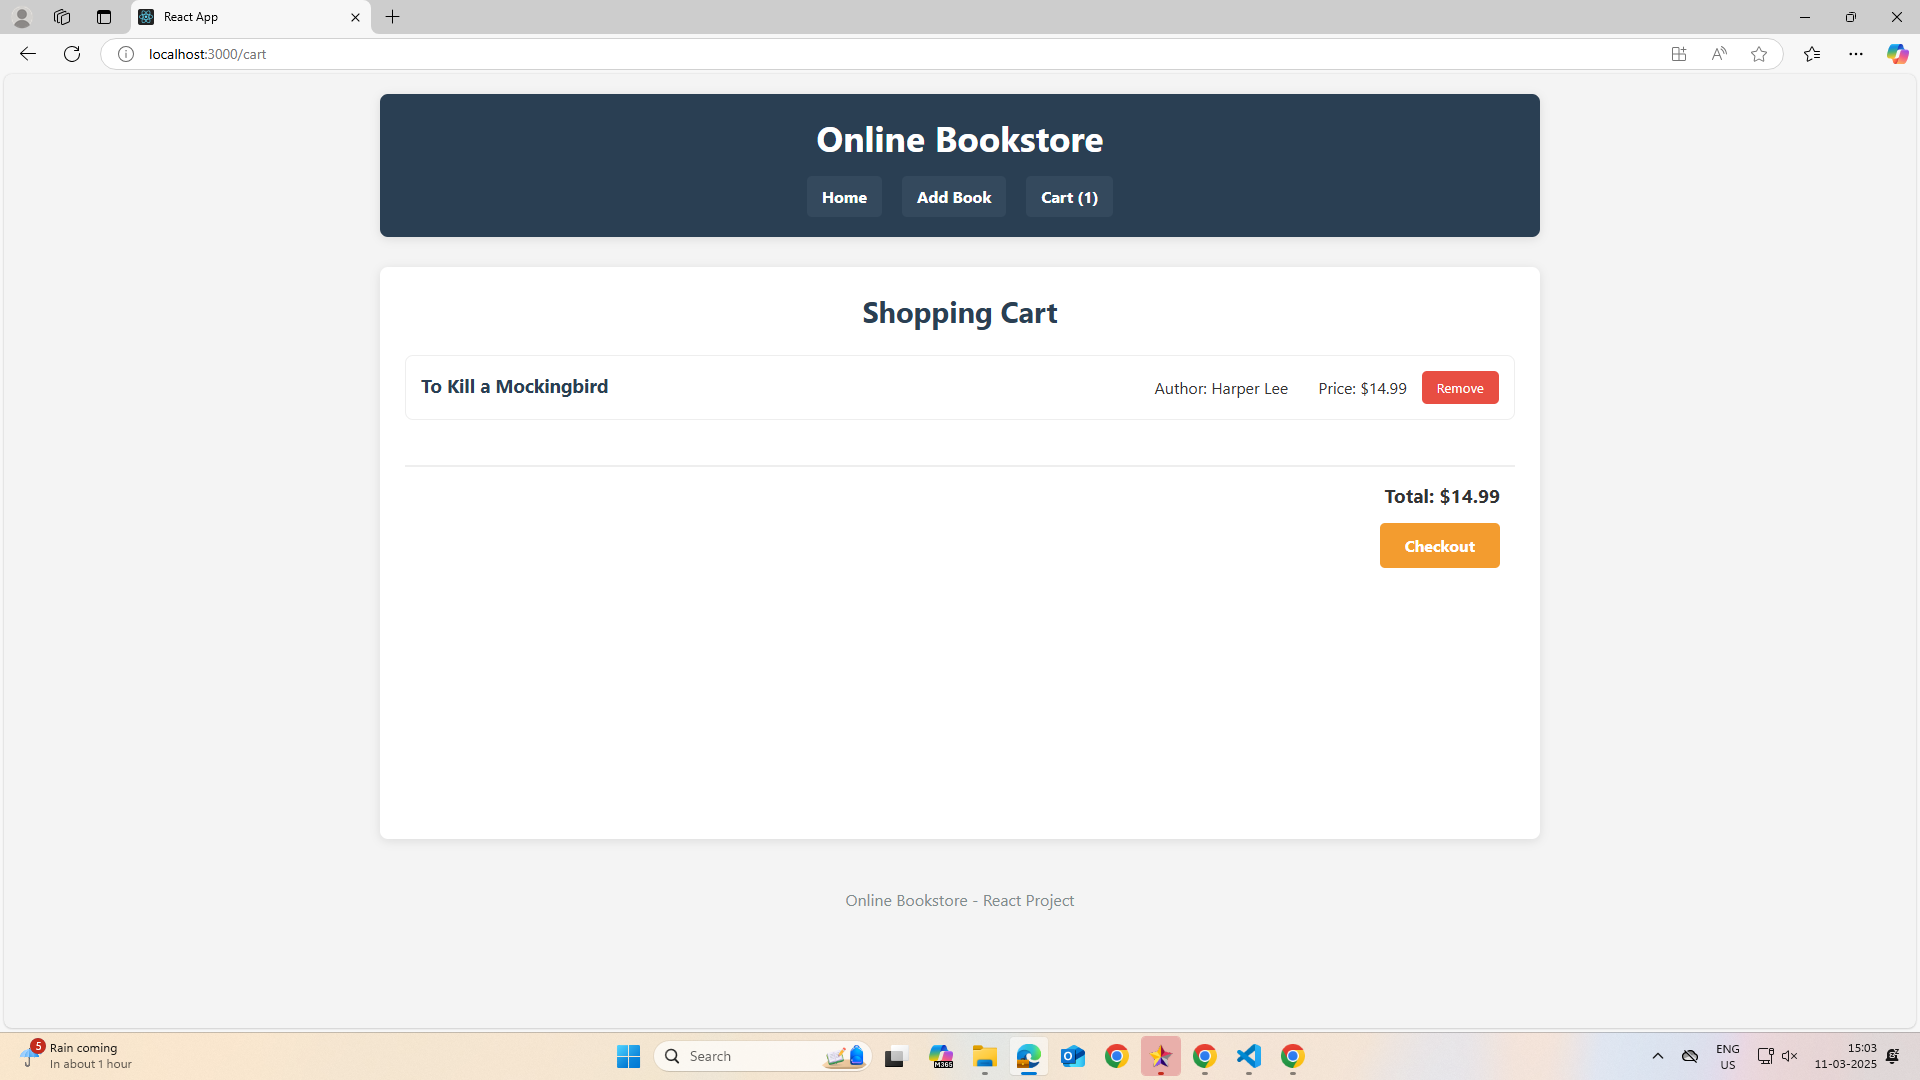 React App
localhost:3000/cart
Online Bookstore
Home Add Book Cart (1)
Shopping Cart
To Kill a Mockingbird Author: Harper Lee Price: $14.99 Remove
Total: $14.99
Checkout
Online Bookstore - React Project
5 Rain coming
In about 1 hour
Search
M365
ENG
US
15:03
11-03-2025